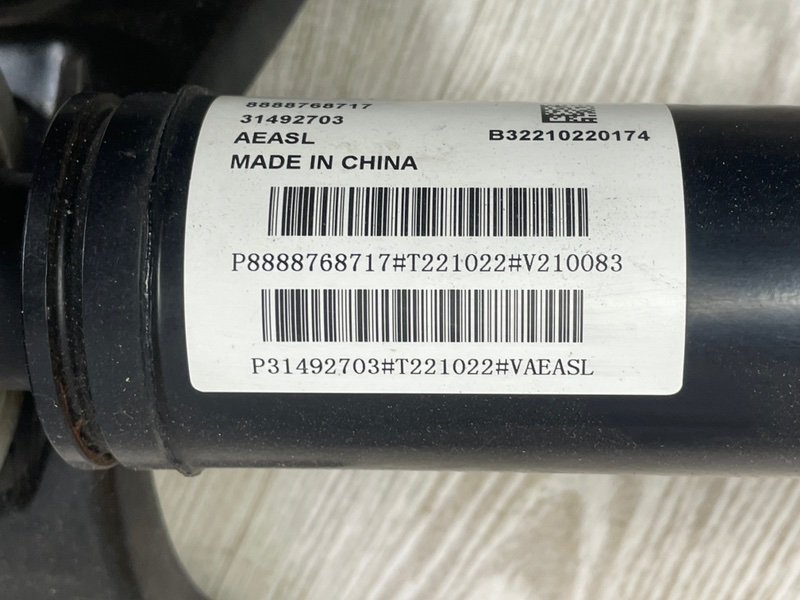 8888768717
31492703
AEASL
B32210220174
MADE IN CHINA
P8888768717#T221022#V210083
P31492703#T221022#VAEASL